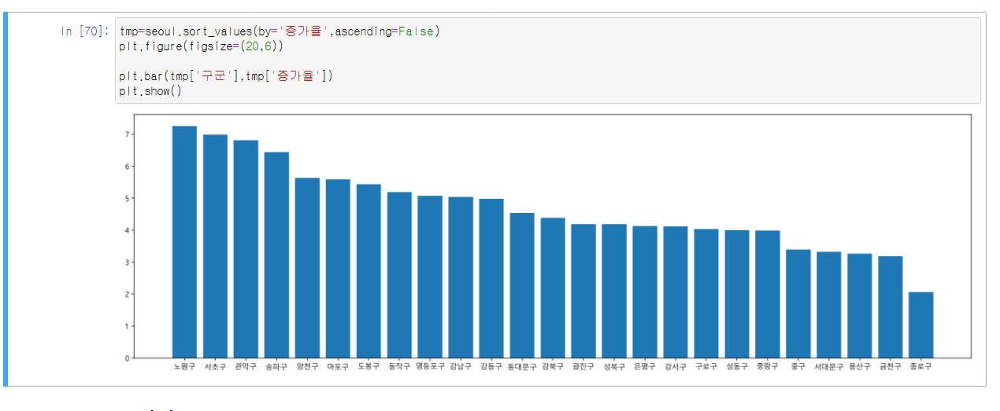 In [70]:
tmp=seoul.sort_values(by='증가율',ascending=False)
plt.figure(figsize=(20,6))
plt.bar(tmp['구군'],tmp['증가율'])
plt.show()
7
6
5
4
3
2
1
0
노원구 서초구 관악구 송파구 양천구 마포구 도봉구 동작구 영등포구 강남구 강동구 동대문구 강북구 광진구 성북구 은평구 강서구 구로구 성동구 중랑구 중구 서대문구 용산구 금천구 종로구